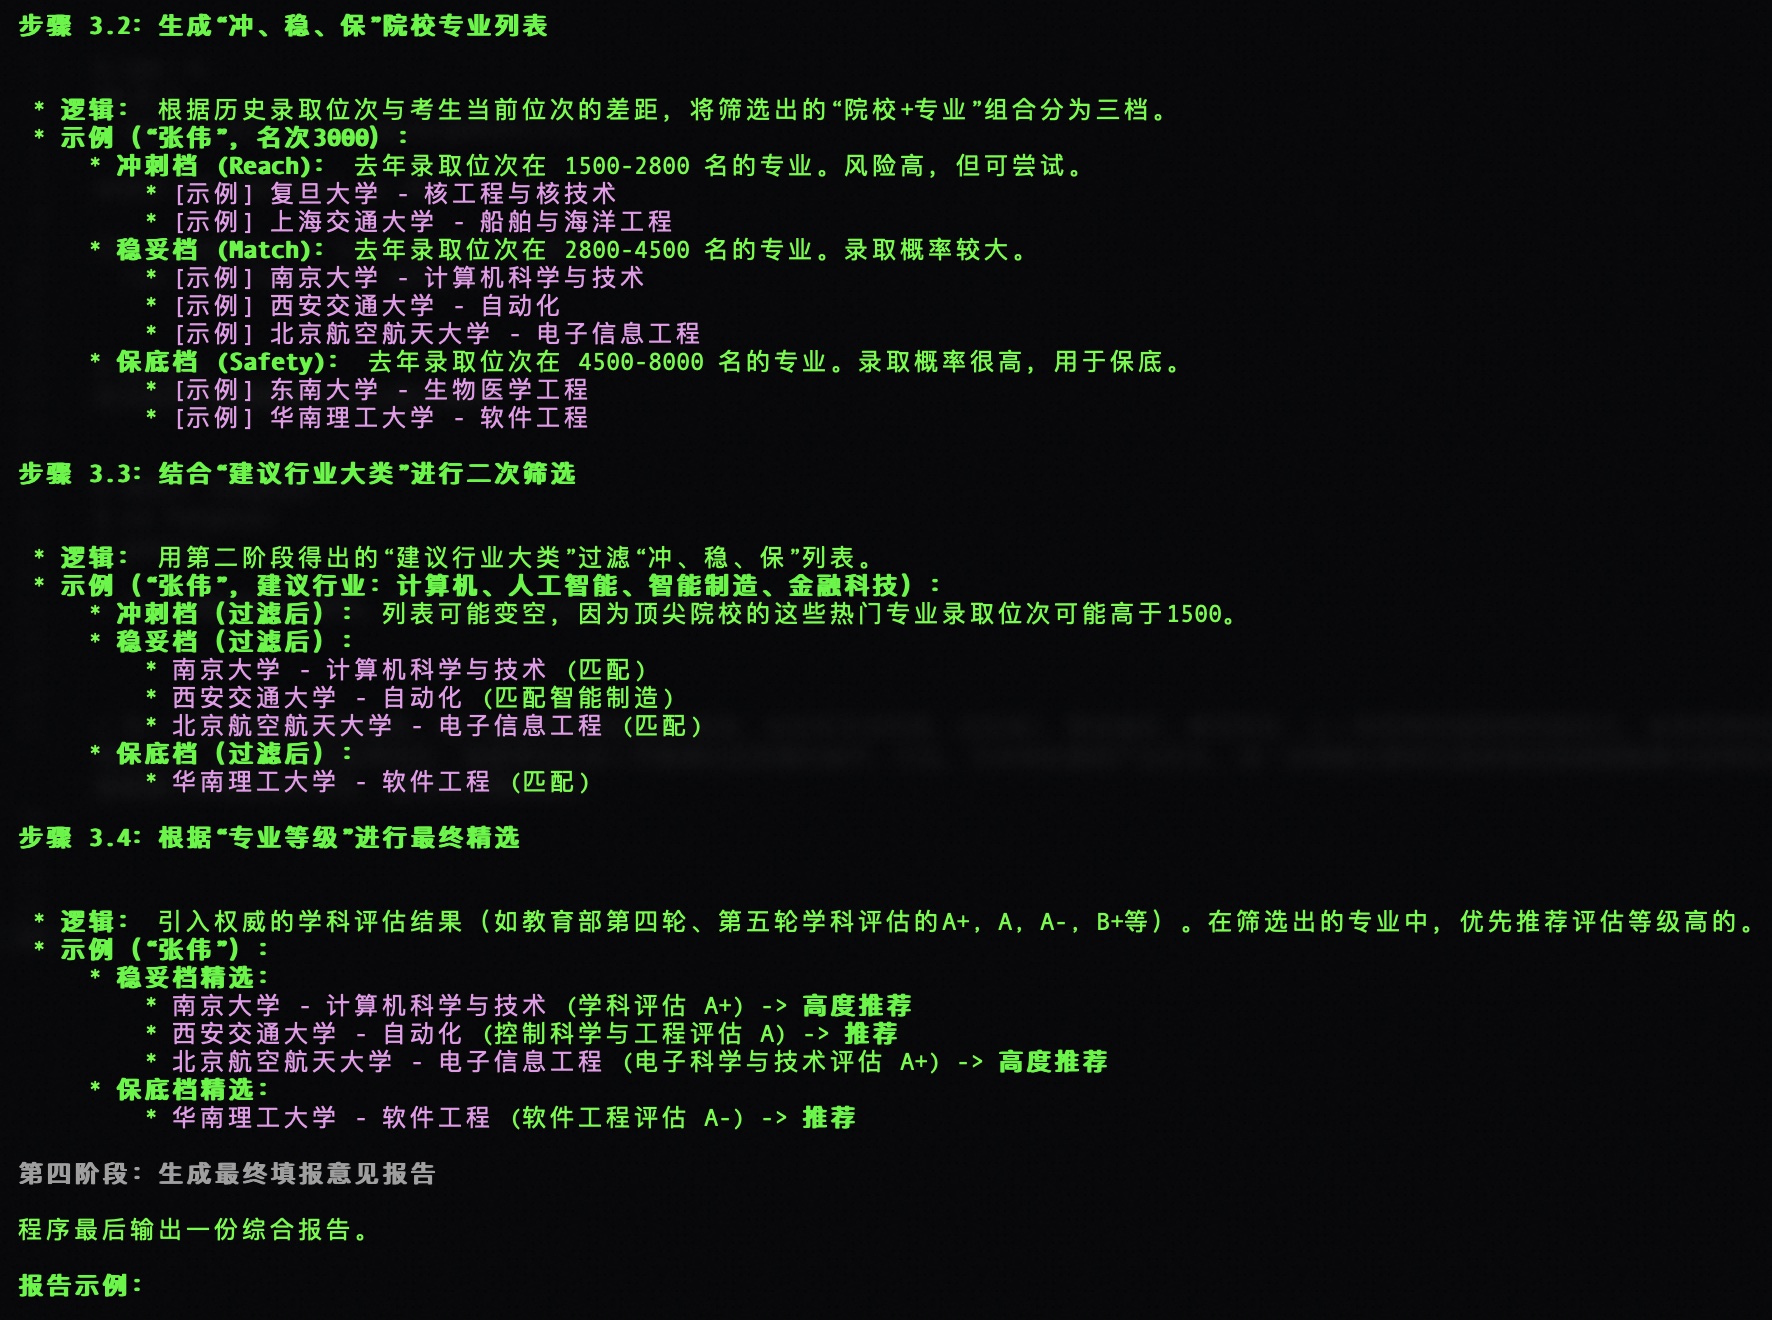 步骤 3.2: 生成“冲、稳、保”院校专业列表
* 逻辑： 根据历史录取位次与考生当前位次的差距，将筛选出的“院校+专业”组合分为三档。
* 示例（“张伟”，名次3000）：
* 冲刺档 (Reach)： 去年录取位次在 1500-2800 名的专业。风险高，但可尝试。
* [示例] 复旦大学 - 核工程与核技术
* [示例] 上海交通大学 - 船舶与海洋工程
* 稳妥档 (Match)： 去年录取位次在 2800-4500 名的专业。录取概率较大。
* [示例] 南京大学 - 计算机科学与技术
* [示例] 西安交通大学 - 自动化
* [示例] 北京航空航天大学 - 电子信息工程
* 保底档 (Safety)： 去年录取位次在 4500-8000 名的专业。录取概率很高，用于保底。
* [示例] 东南大学 - 生物医学工程
* [示例] 华南理工大学 - 软件工程
步骤 3.3: 结合“建议行业大类”进行二次筛选
* 逻辑： 用第二阶段得出的“建议行业大类”过滤“冲、稳、保”列表。
* 示例（“张伟”，建议行业：计算机、人工智能、智能制造、金融科技）：
* 冲刺档（过滤后）： 列表可能变空，因为顶尖院校的这些热门专业录取位次可能高于1500。
* 稳妥档（过滤后）：
* 南京大学 - 计算机科学与技术 (匹配)
* 西安交通大学 - 自动化 (匹配智能制造)
* 北京航空航天大学 - 电子信息工程 (匹配)
* 保底档（过滤后）：
* 华南理工大学 - 软件工程 (匹配)
步骤 3.4: 根据“专业等级”进行最终精选
* 逻辑： 引入权威的学科评估结果（如教育部第四轮、第五轮学科评估的A+, A, A-, B+等）。在筛选出的专业中，优先推荐评估等级高的。
* 示例（“张伟”）：
* 稳妥档精选：
* 南京大学 - 计算机科学与技术 (学科评估 A+) -> 高度推荐
* 西安交通大学 - 自动化 (控制科学与工程评估 A) -> 推荐
* 北京航空航天大学 - 电子信息工程 (电子科学与技术评估 A+) -> 高度推荐
* 保底档精选：
* 华南理工大学 - 软件工程 (软件工程评估 A-) -> 推荐
第四阶段：生成最终填报意见报告
程序最后输出一份综合报告。
报告示例：